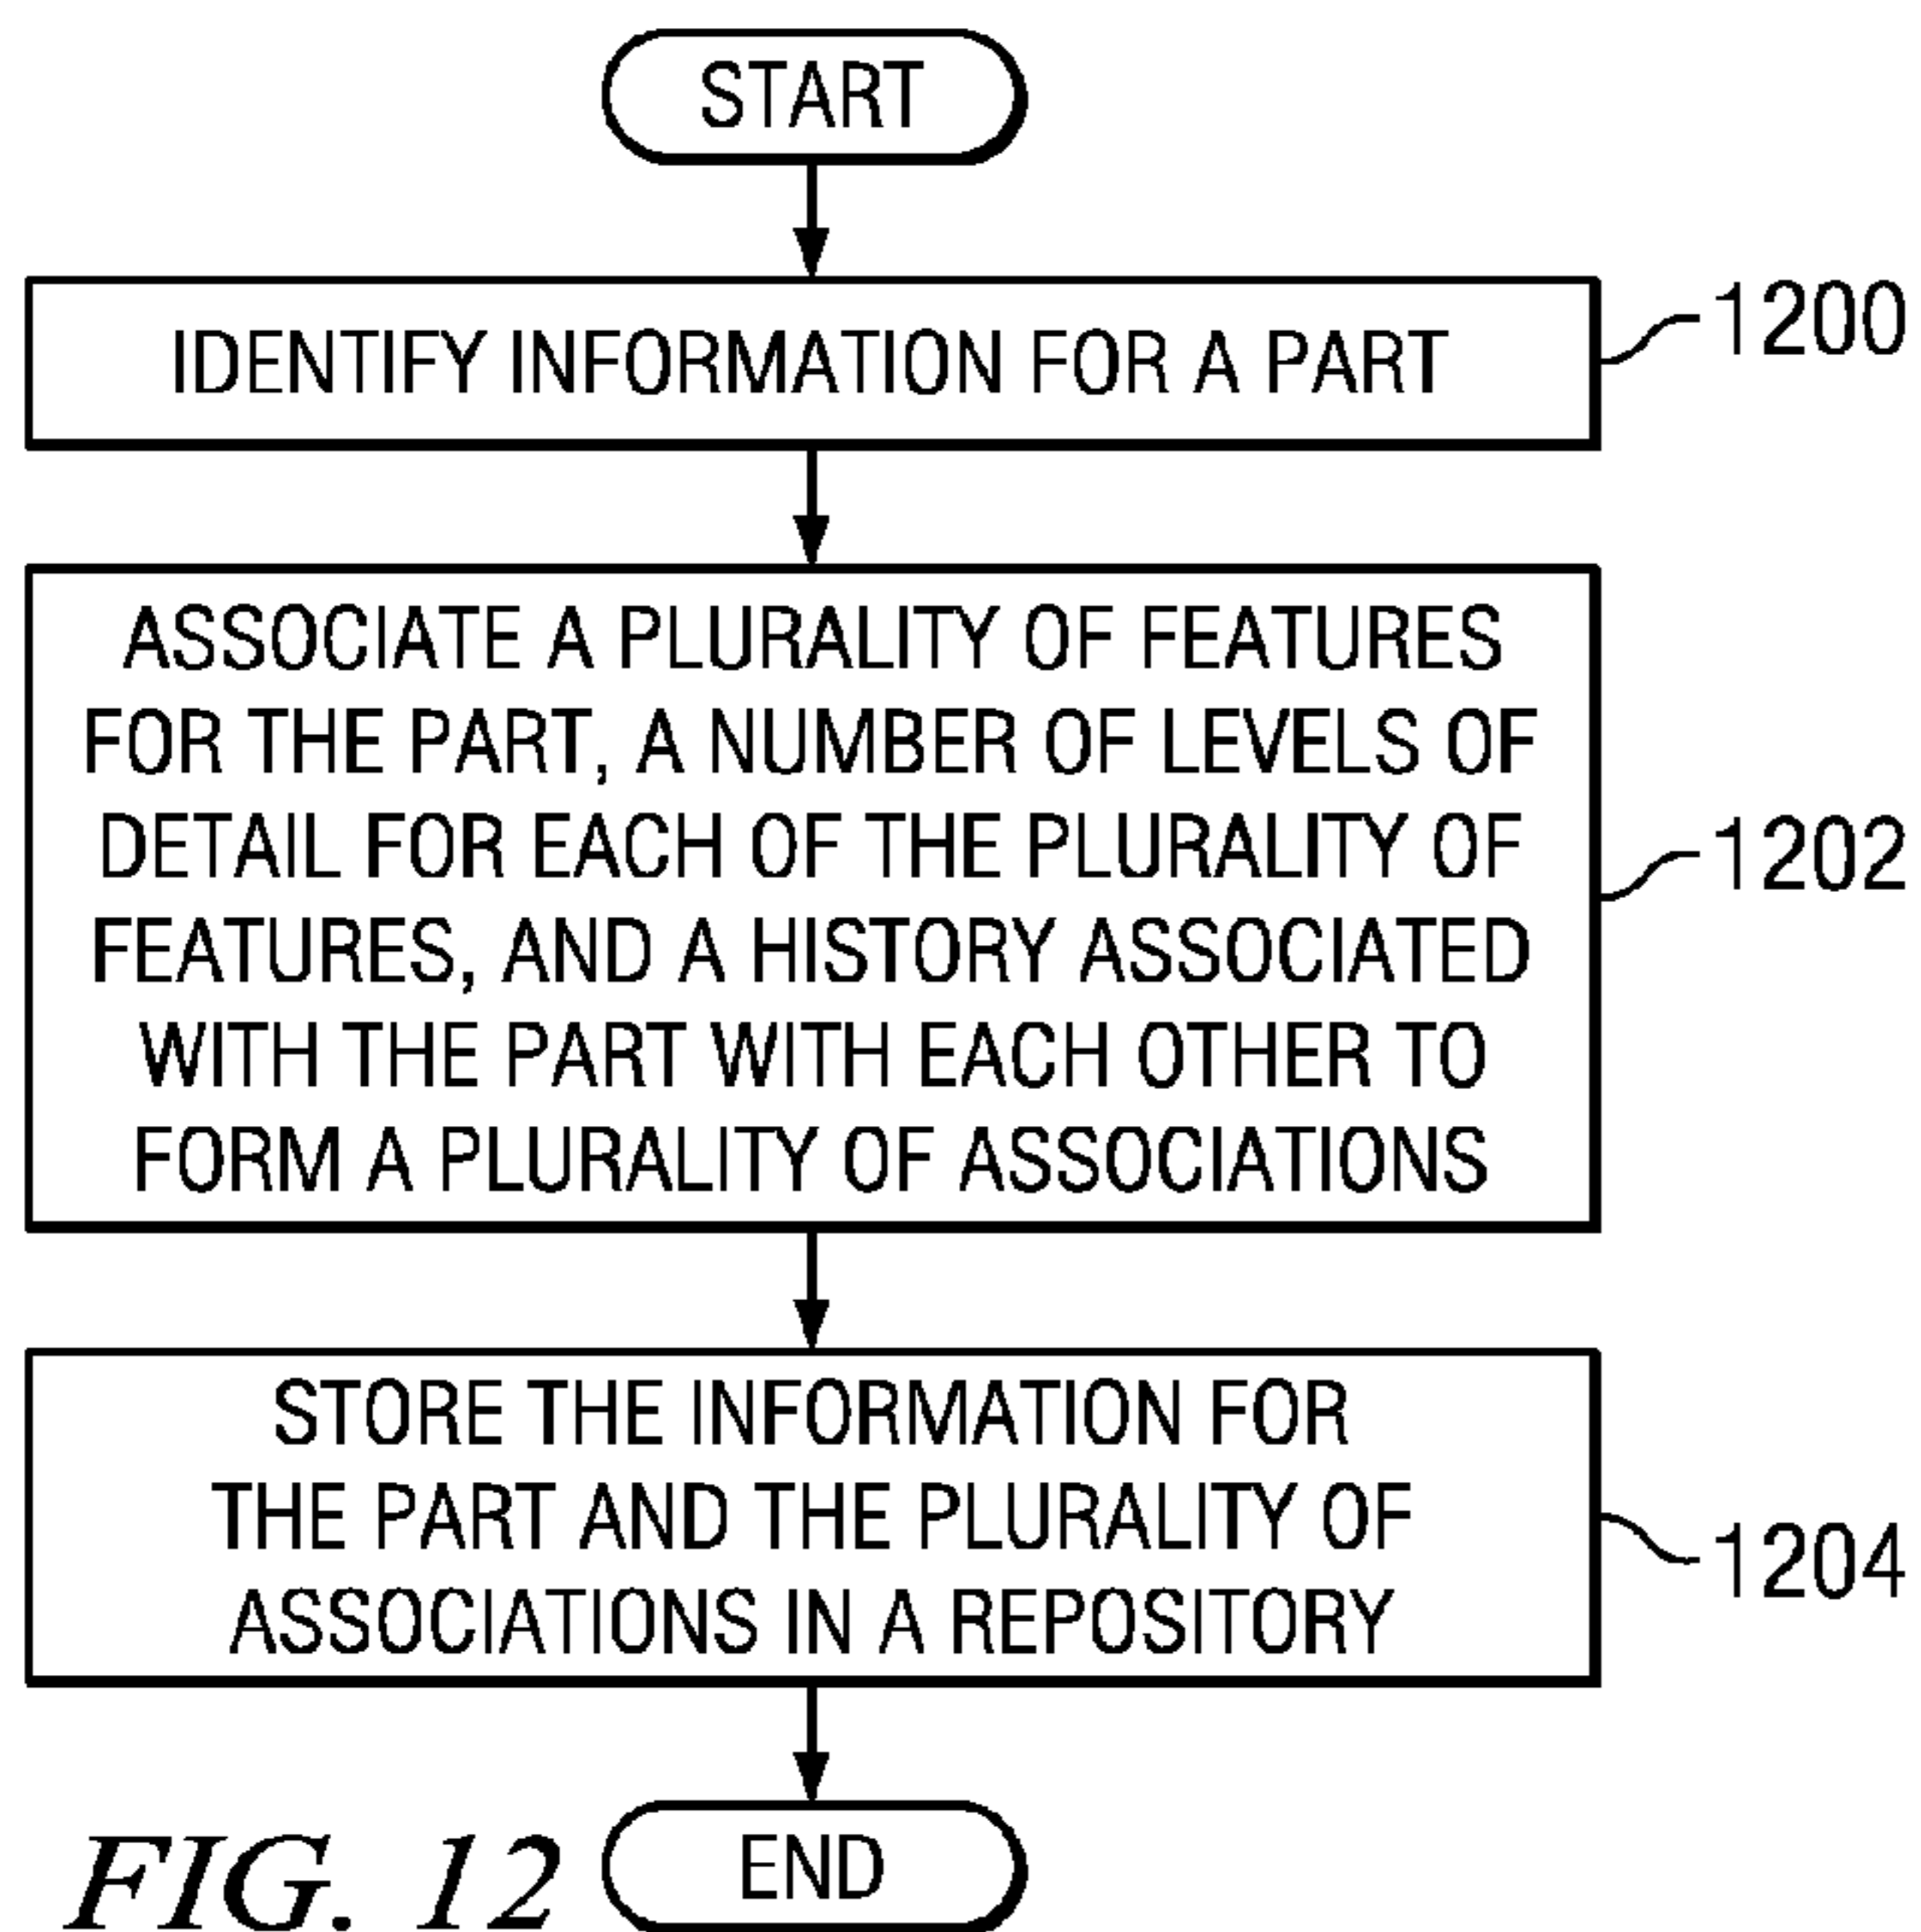 START
IDENTIFY INFORMATION FOR A PART
1200
ASSOCIATE A PLURALITY OF FEATURES
FOR THE PART, A NUMBER OF LEVELS OF
DETAIL FOR EACH OF THE PLURALITY OF
FEATURES, AND A HISTORY ASSOCIATED
WITH THE PART WITH EACH OTHER TO
FORM A PLURALITY OF ASSOCIATIONS
1202
STORE THE INFORMATION FOR
THE PART AND THE PLURALITY OF
ASSOCIATIONS IN A REPOSITORY
1204
END
FIG. 12